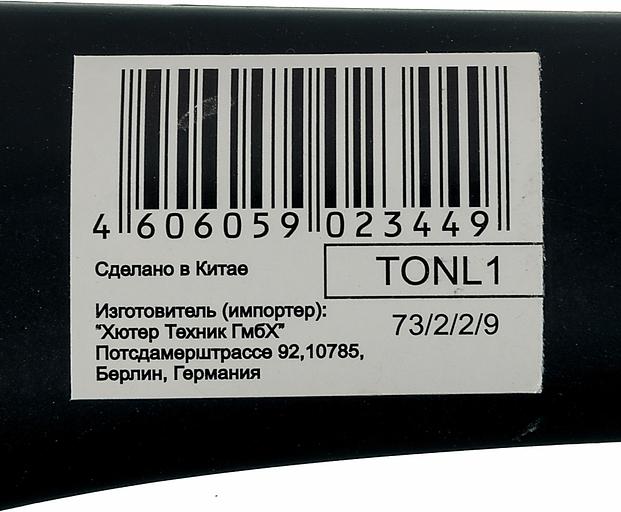 4 606059 023449
Сделано в Китае
TONL1
Изготовитель (импортер):
"Хютер Техник ГмбХ"
73/2/2/9
Потсдамерштрассе 92,10785,
Берлин, Германия